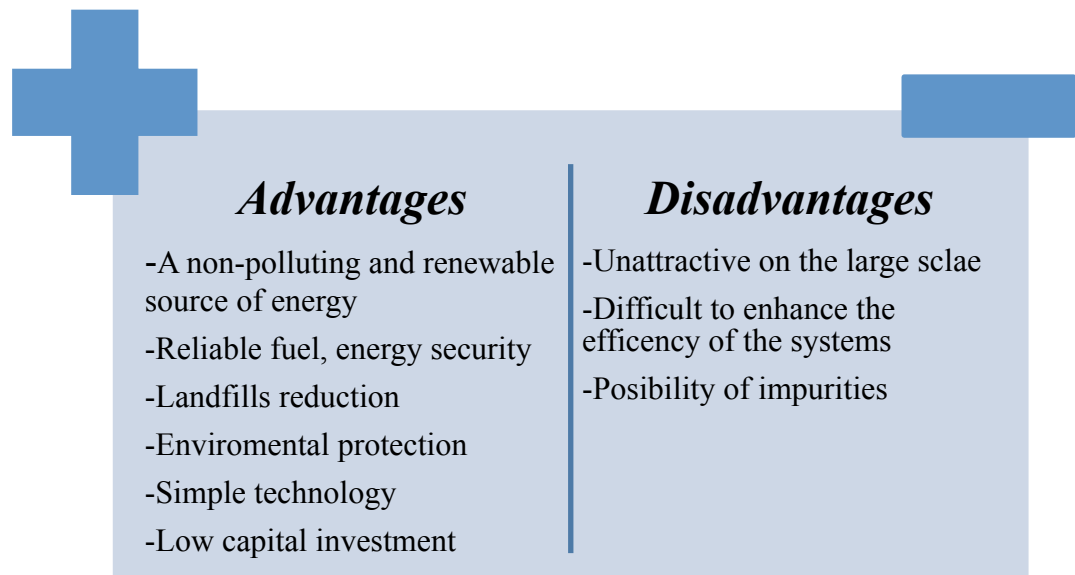 Advantages
-A non-polluting and renewable
source of energy
-Reliable fuel, energy security
-Landfills reduction
-Enviromental protection
-Simple technology
-Low capital investment
Disadvantages
-Unattractive on the large sclae
-Difficult to enhance the
efficency of the systems
-Posibility of impurities